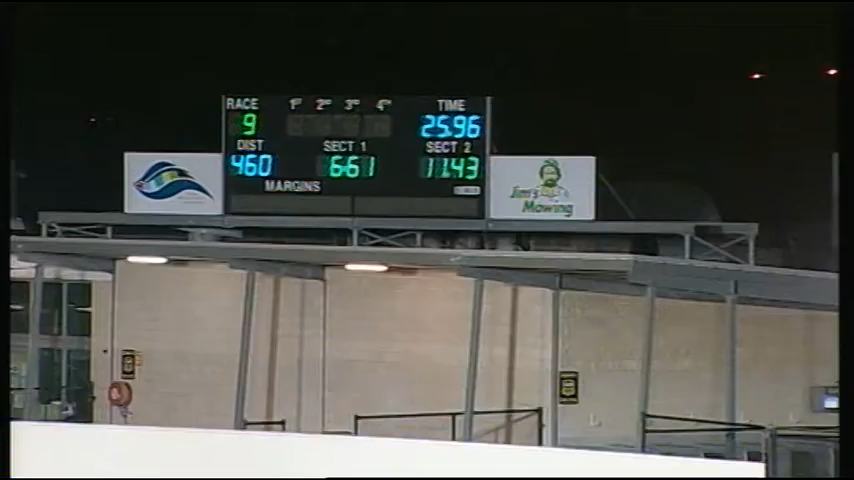 RACE 1ST 2ND 3RD 4TH TIME
9 25.96
DIST SECT 1 SECT 2
460 6.61 11.43
MARGINS
Jim's
Mowing